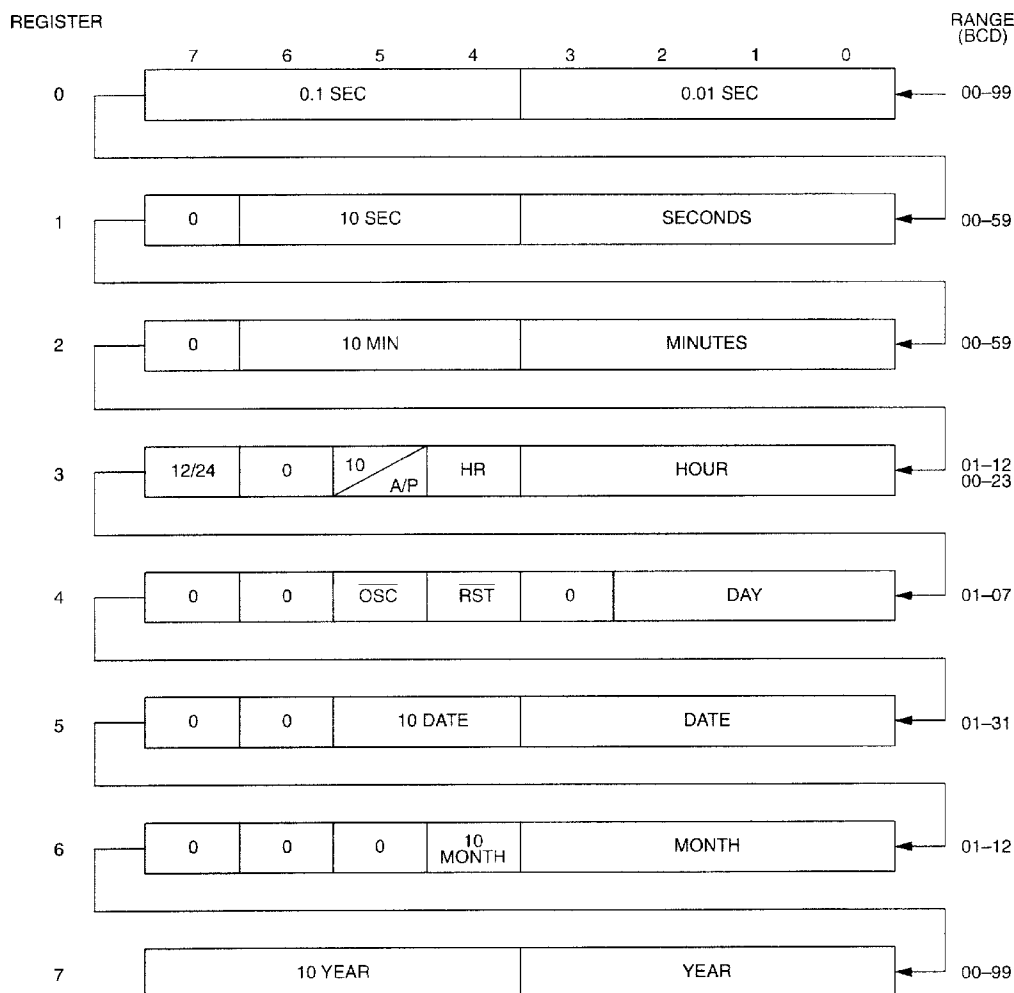 REGISTER
RANGE
(BCD)
7 6 5 4 3 2 1 0
0 0.1 SEC 0.01 SEC 00–99
1 0 10 SEC SECONDS 00–59
2 0 10 MIN MINUTES 00–59
3 12/24 0 10 A/P HR HOUR 01–12
00–23
4 0 0 O̅S̅C̅ R̅S̅T̅ 0 DAY 01–07
5 0 0 10 DATE DATE 01–31
6 0 0 0 10 MONTH MONTH 01–12
7 10 YEAR YEAR 00–99